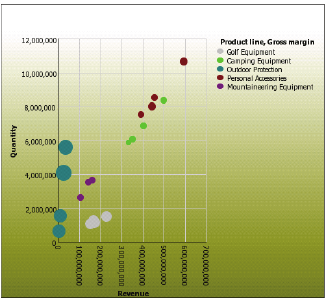 Product line, Gross margin
Golf Equipment
Camping Equipment
Outdoor Protection
Personal Accessories
Mountaineering Equipment
Quantity
12,000,000
10,000,000
8,000,000
6,000,000
4,000,000
2,000,000
0
0
100,000,000
200,000,000
300,000,000
400,000,000
500,000,000
600,000,000
700,000,000
Revenue